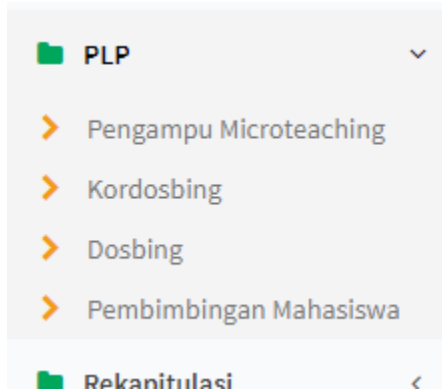 PLP
Pengampu Microteaching
Kordosbing
Dosbing
Pembimbingan Mahasiswa
Rekapitulasi